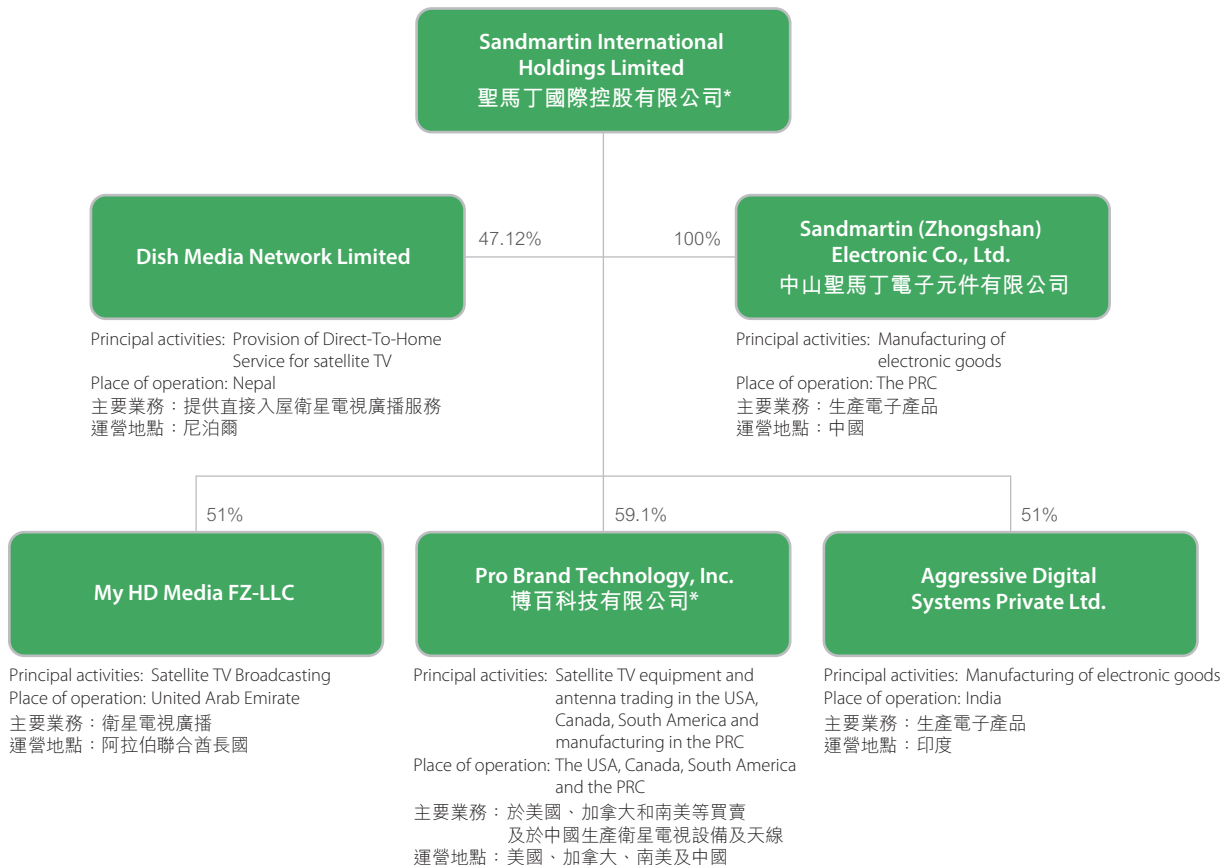 Sandmartin International
Holdings Limited
聖馬丁國際控股有限公司*
Dish Media Network Limited
47.12%
100%
Sandmartin (Zhongshan)
Electronic Co., Ltd.
中山聖馬丁電子元件有限公司
Principal activities: Provision of Direct-To-Home
Service for satellite TV
Place of operation: Nepal
主要業務：提供直接入屋衛星電視廣播服務
運營地點：尼泊爾
Principal activities: Manufacturing of
electronic goods
Place of operation: The PRC
主要業務：生產電子產品
運營地點：中國
51%
59.1%
51%
My HD Media FZ-LLC
Pro Brand Technology, Inc.
博百科技有限公司*
Aggressive Digital
Systems Private Ltd.
Principal activities: Satellite TV Broadcasting
Place of operation: United Arab Emirate
主要業務：衛星電視廣播
運營地點：阿拉伯聯合酋長國
Principal activities: Satellite TV equipment and
antenna trading in the USA,
Canada, South America and
manufacturing in the PRC
Place of operation: The USA, Canada, South America
and the PRC
主要業務：於美國、加拿大和南美等買賣
及於中國生產衛星電視設備及天線
運營地點：美國、加拿大、南美及中國
Principal activities: Manufacturing of electronic goods
Place of operation: India
主要業務：生產電子產品
運營地點：印度